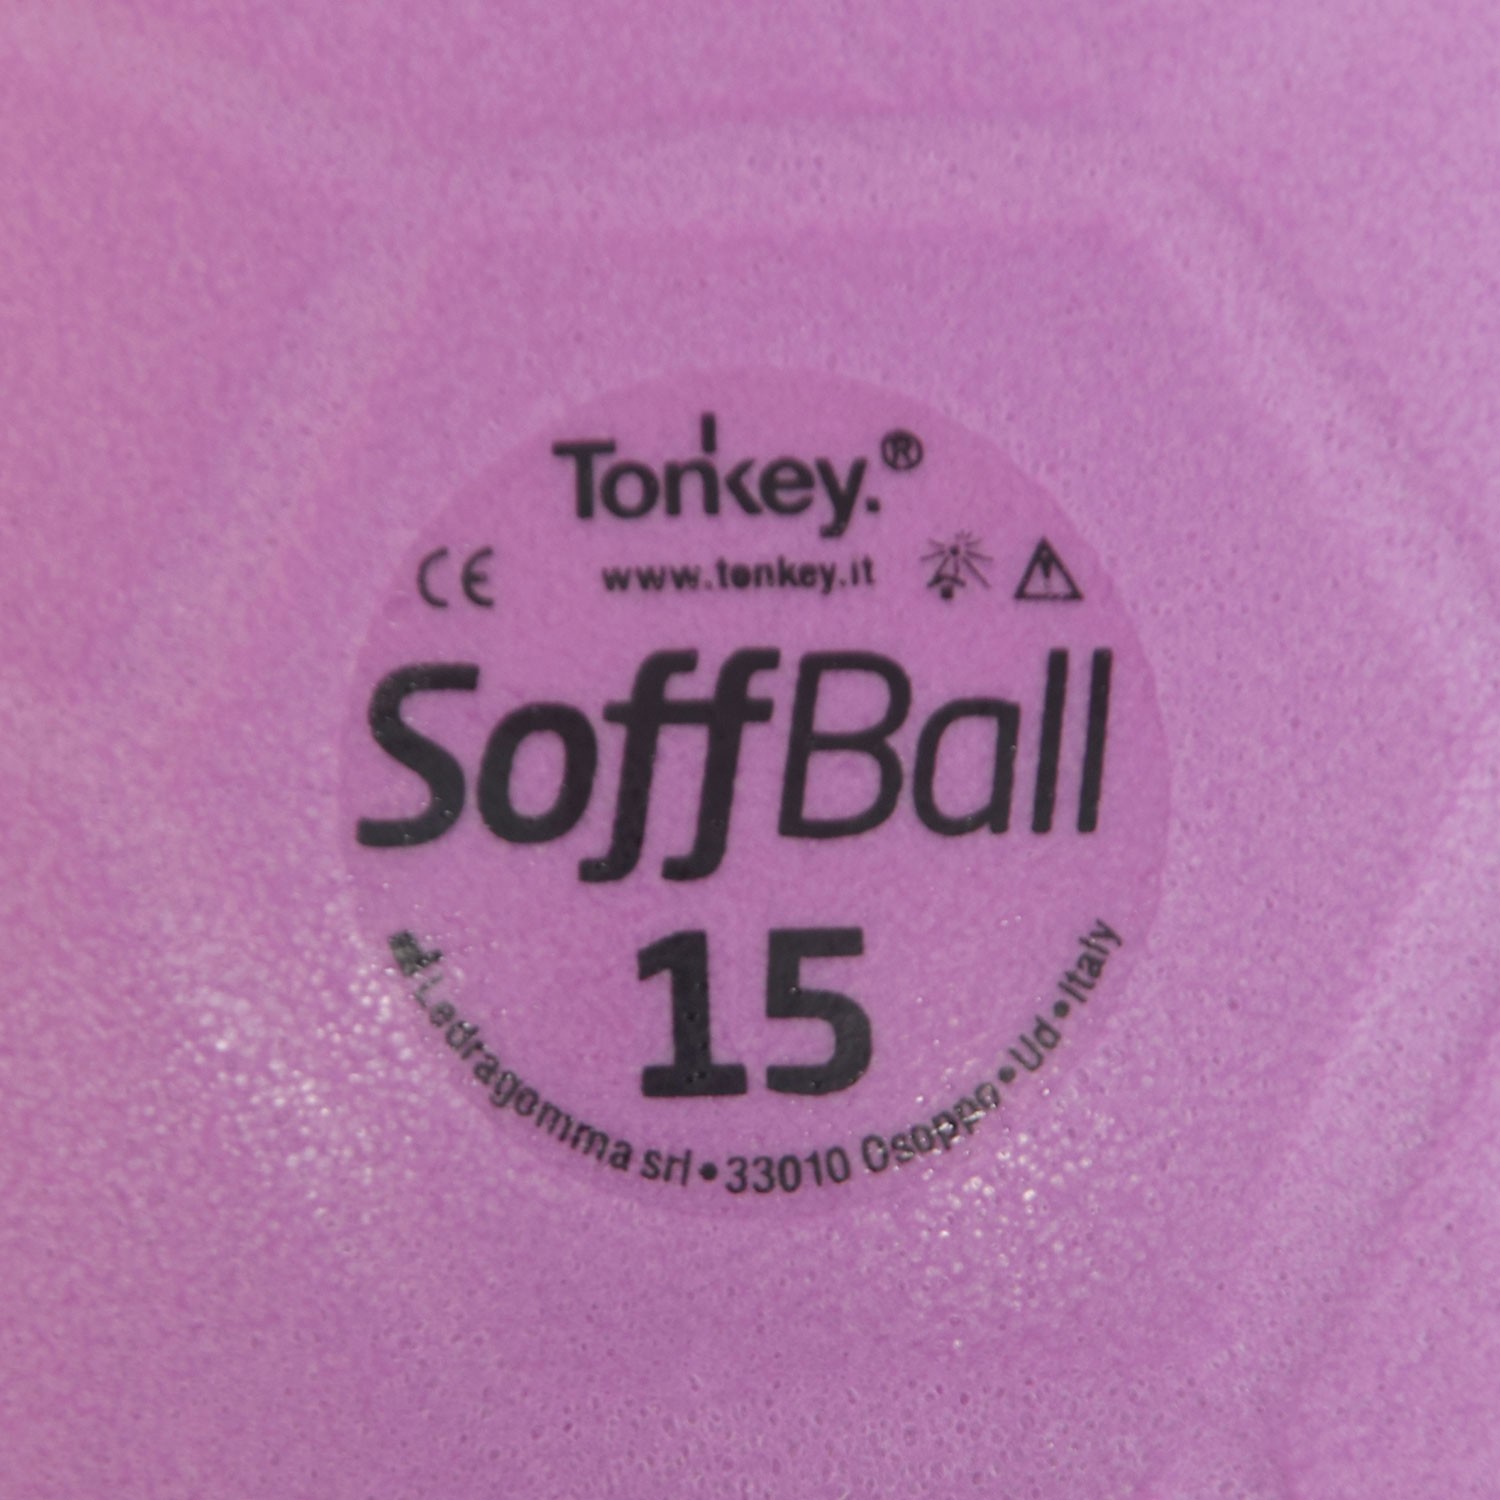 Tonkey.®
CE
www.tonkey.it
SoffBall
15
Ledragomma srl • 33010 Osoppo • Ud • Italy